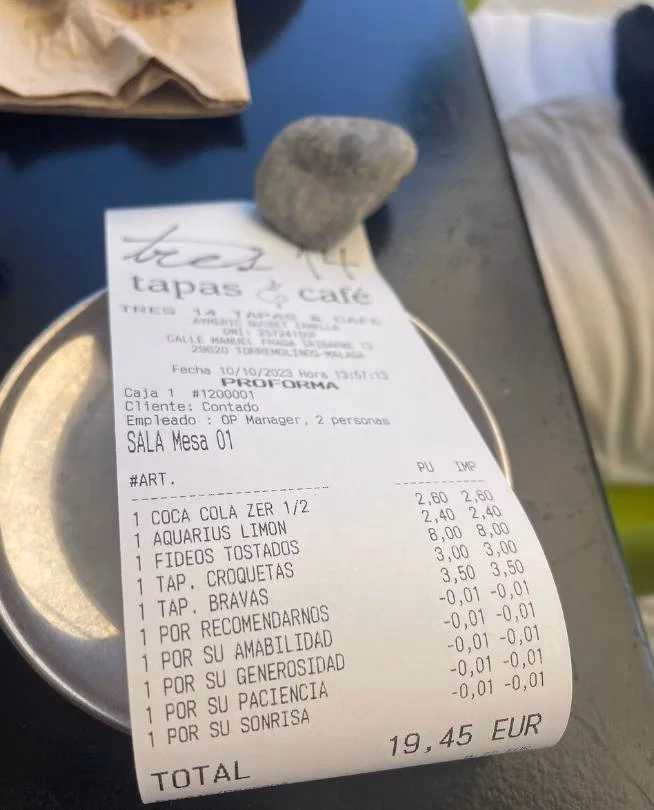 tres 14
tapas & café
TRES 14 TAPAS & CAFE
CALLE MANUEL FRAGA IRIBARNE 13
29620 TORREMOLINOS-MALAGA
Fecha 10/10/2023 Hora 13:57:13
PROFORMA
Caja 1 #1200001
Cliente: Contado
Empleado : OP Manager, 2 personas
SALA Mesa 01
#ART. PU IMP
1 COCA COLA ZER 1/2 2,60 2,60
1 AQUARIUS LIMON 2,40 2,40
1 FIDEOS TOSTADOS 8,00 8,00
1 TAP. CROQUETAS 3,00 3,00
1 TAP. BRAVAS 3,50 3,50
1 POR RECOMENDARNOS -0,01 -0,01
1 POR SU AMABILIDAD -0,01 -0,01
1 POR SU GENEROSIDAD -0,01 -0,01
1 POR SU PACIENCIA -0,01 -0,01
1 POR SU SONRISA -0,01 -0,01
TOTAL 19,45 EUR